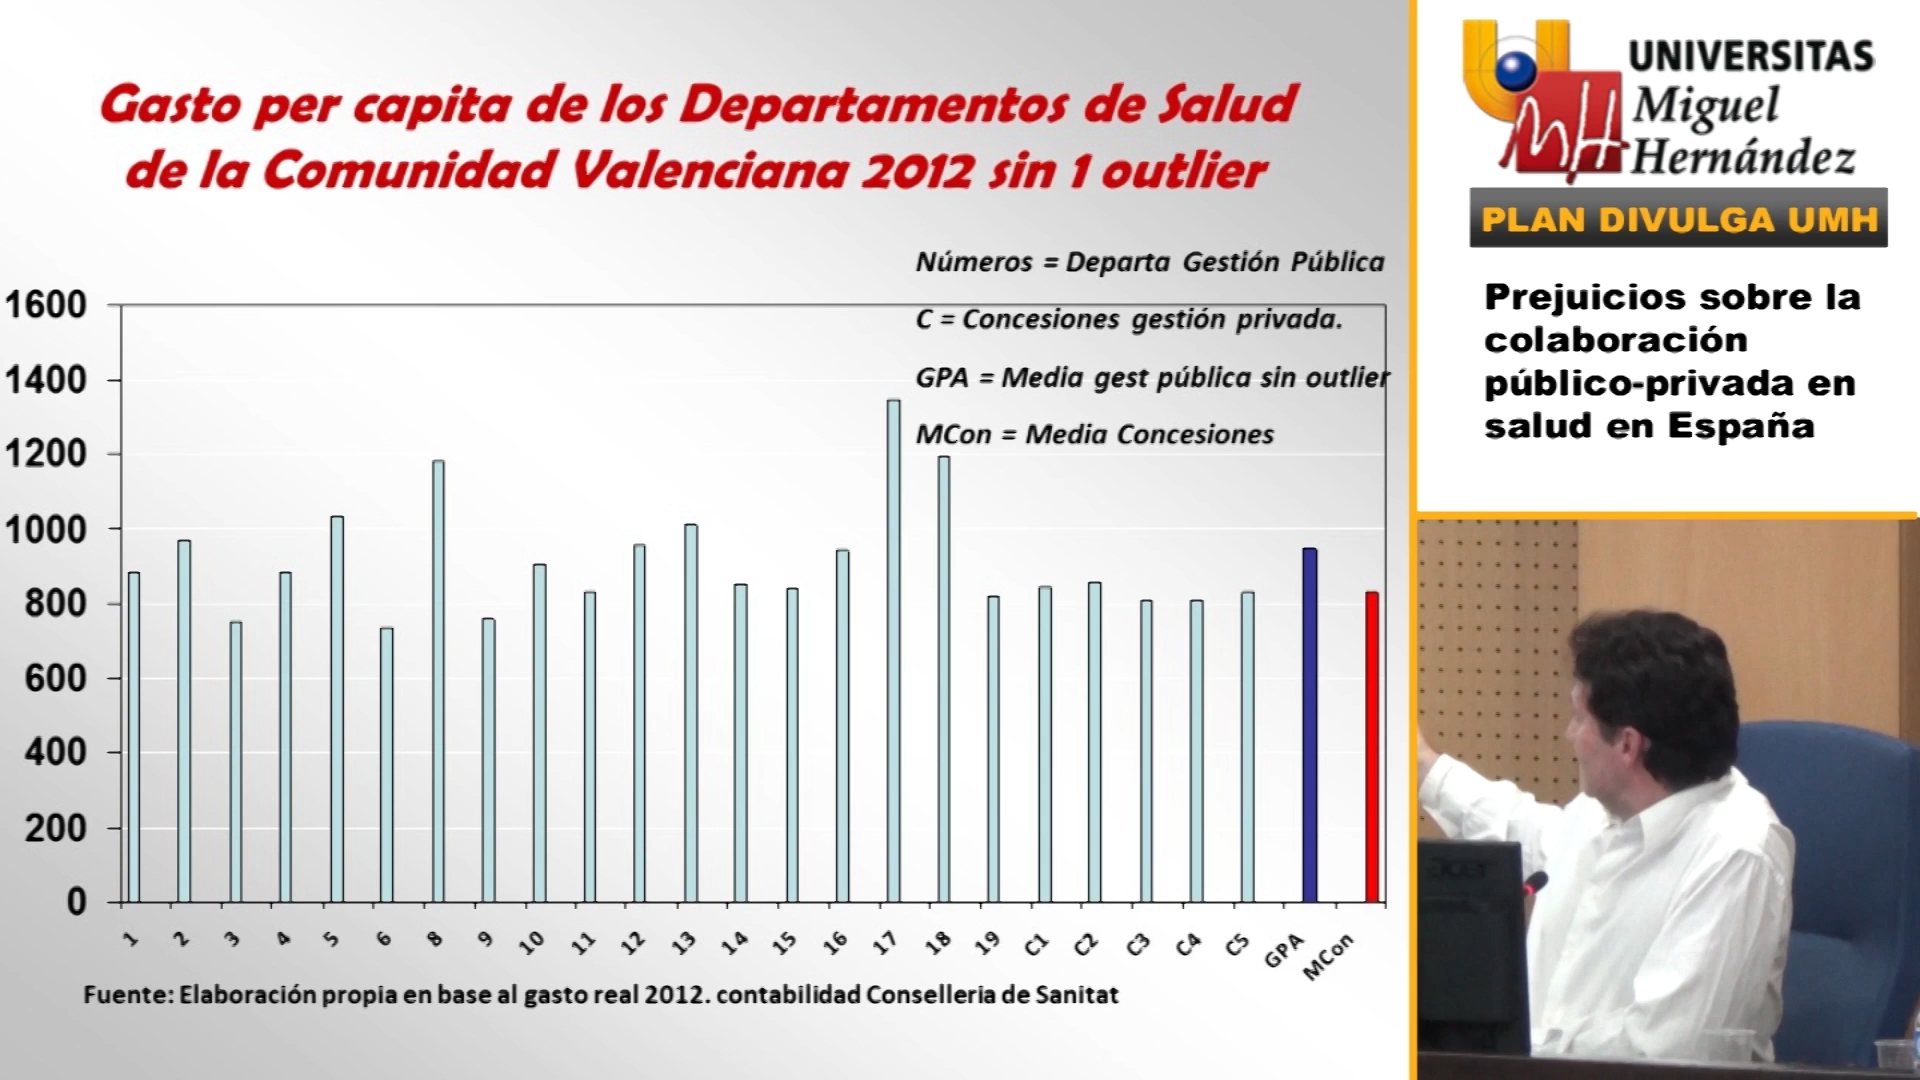 Gasto per capita de los Departamentos de Salud
de la Comunidad Valenciana 2012 sin 1 outlier
Números = Departa Gestión Pública
C = Concesiones gestión privada.
GPA = Media gest pública sin outlier
MCon = Media Concesiones
1600
1400
1200
1000
800
600
400
200
0
1 2 3 4 5 6 8 9 10 11 12 13 14 15 16 17 18 19 C1 C2 C3 C4 C5 GPA MCon
Fuente: Elaboración propia en base al gasto real 2012. contabilidad Conselleria de Sanitat
UNIVERSITAS
Miguel
Hernández
UMH
PLAN DIVULGA UMH
Prejuicios sobre la
colaboración
público-privada en
salud en España
acer